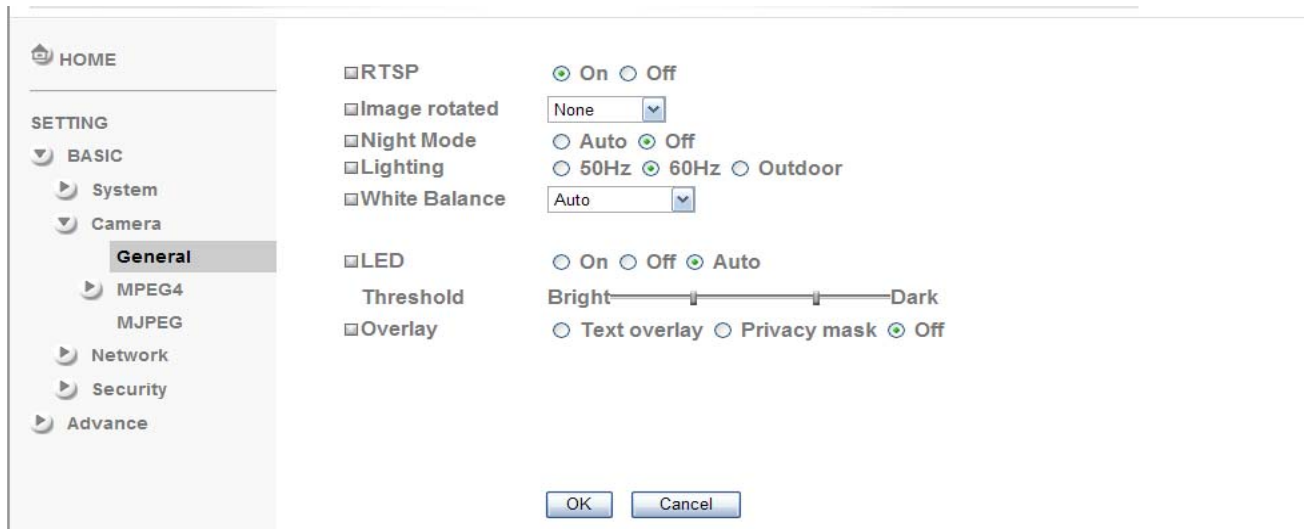 HOME
SETTING
BASIC
System
Camera
General
MPEG4
MJPEG
Network
Security
Advance
RTSP On Off
Image rotated None
Night Mode Auto Off
Lighting 50Hz 60Hz Outdoor
White Balance Auto
LED On Off Auto
Threshold Bright Dark
Overlay Text overlay Privacy mask Off
OK Cancel